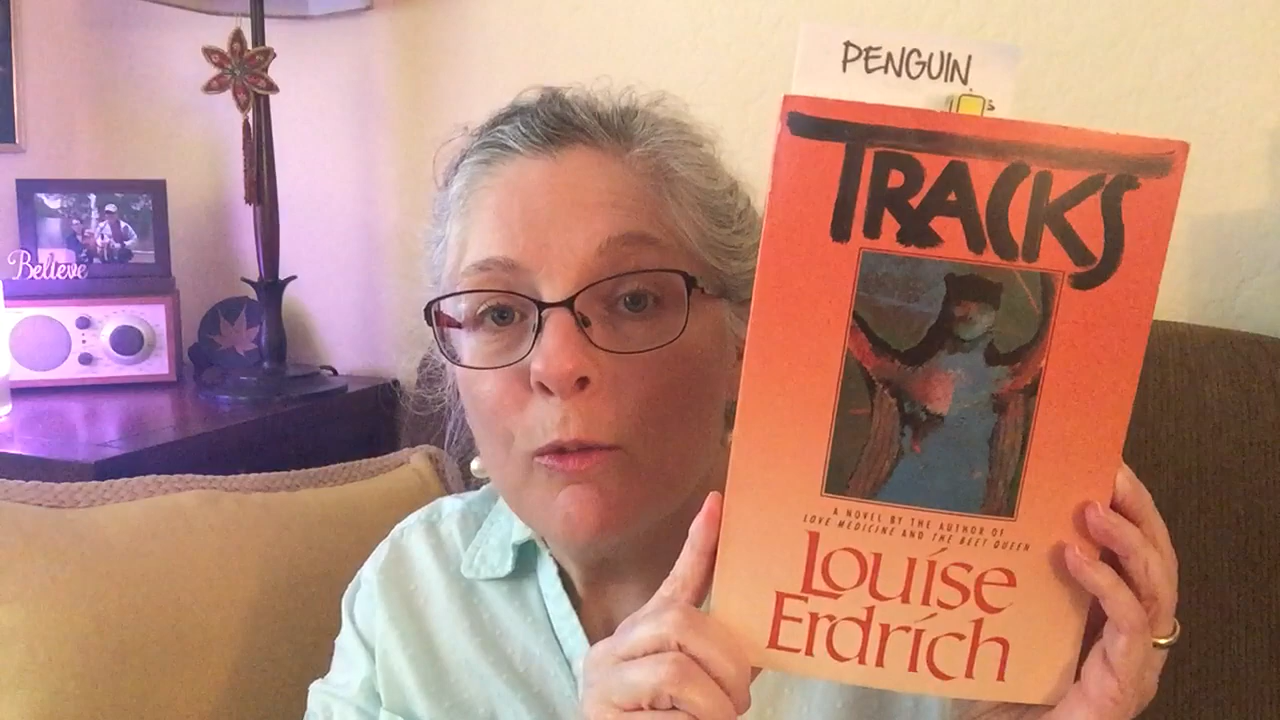 PENGUIN
TRACKS
A NOVEL BY THE AUTHOR OF
LOVE MEDICINE AND THE BEET QUEEN
Louise
Erdrich
Believe